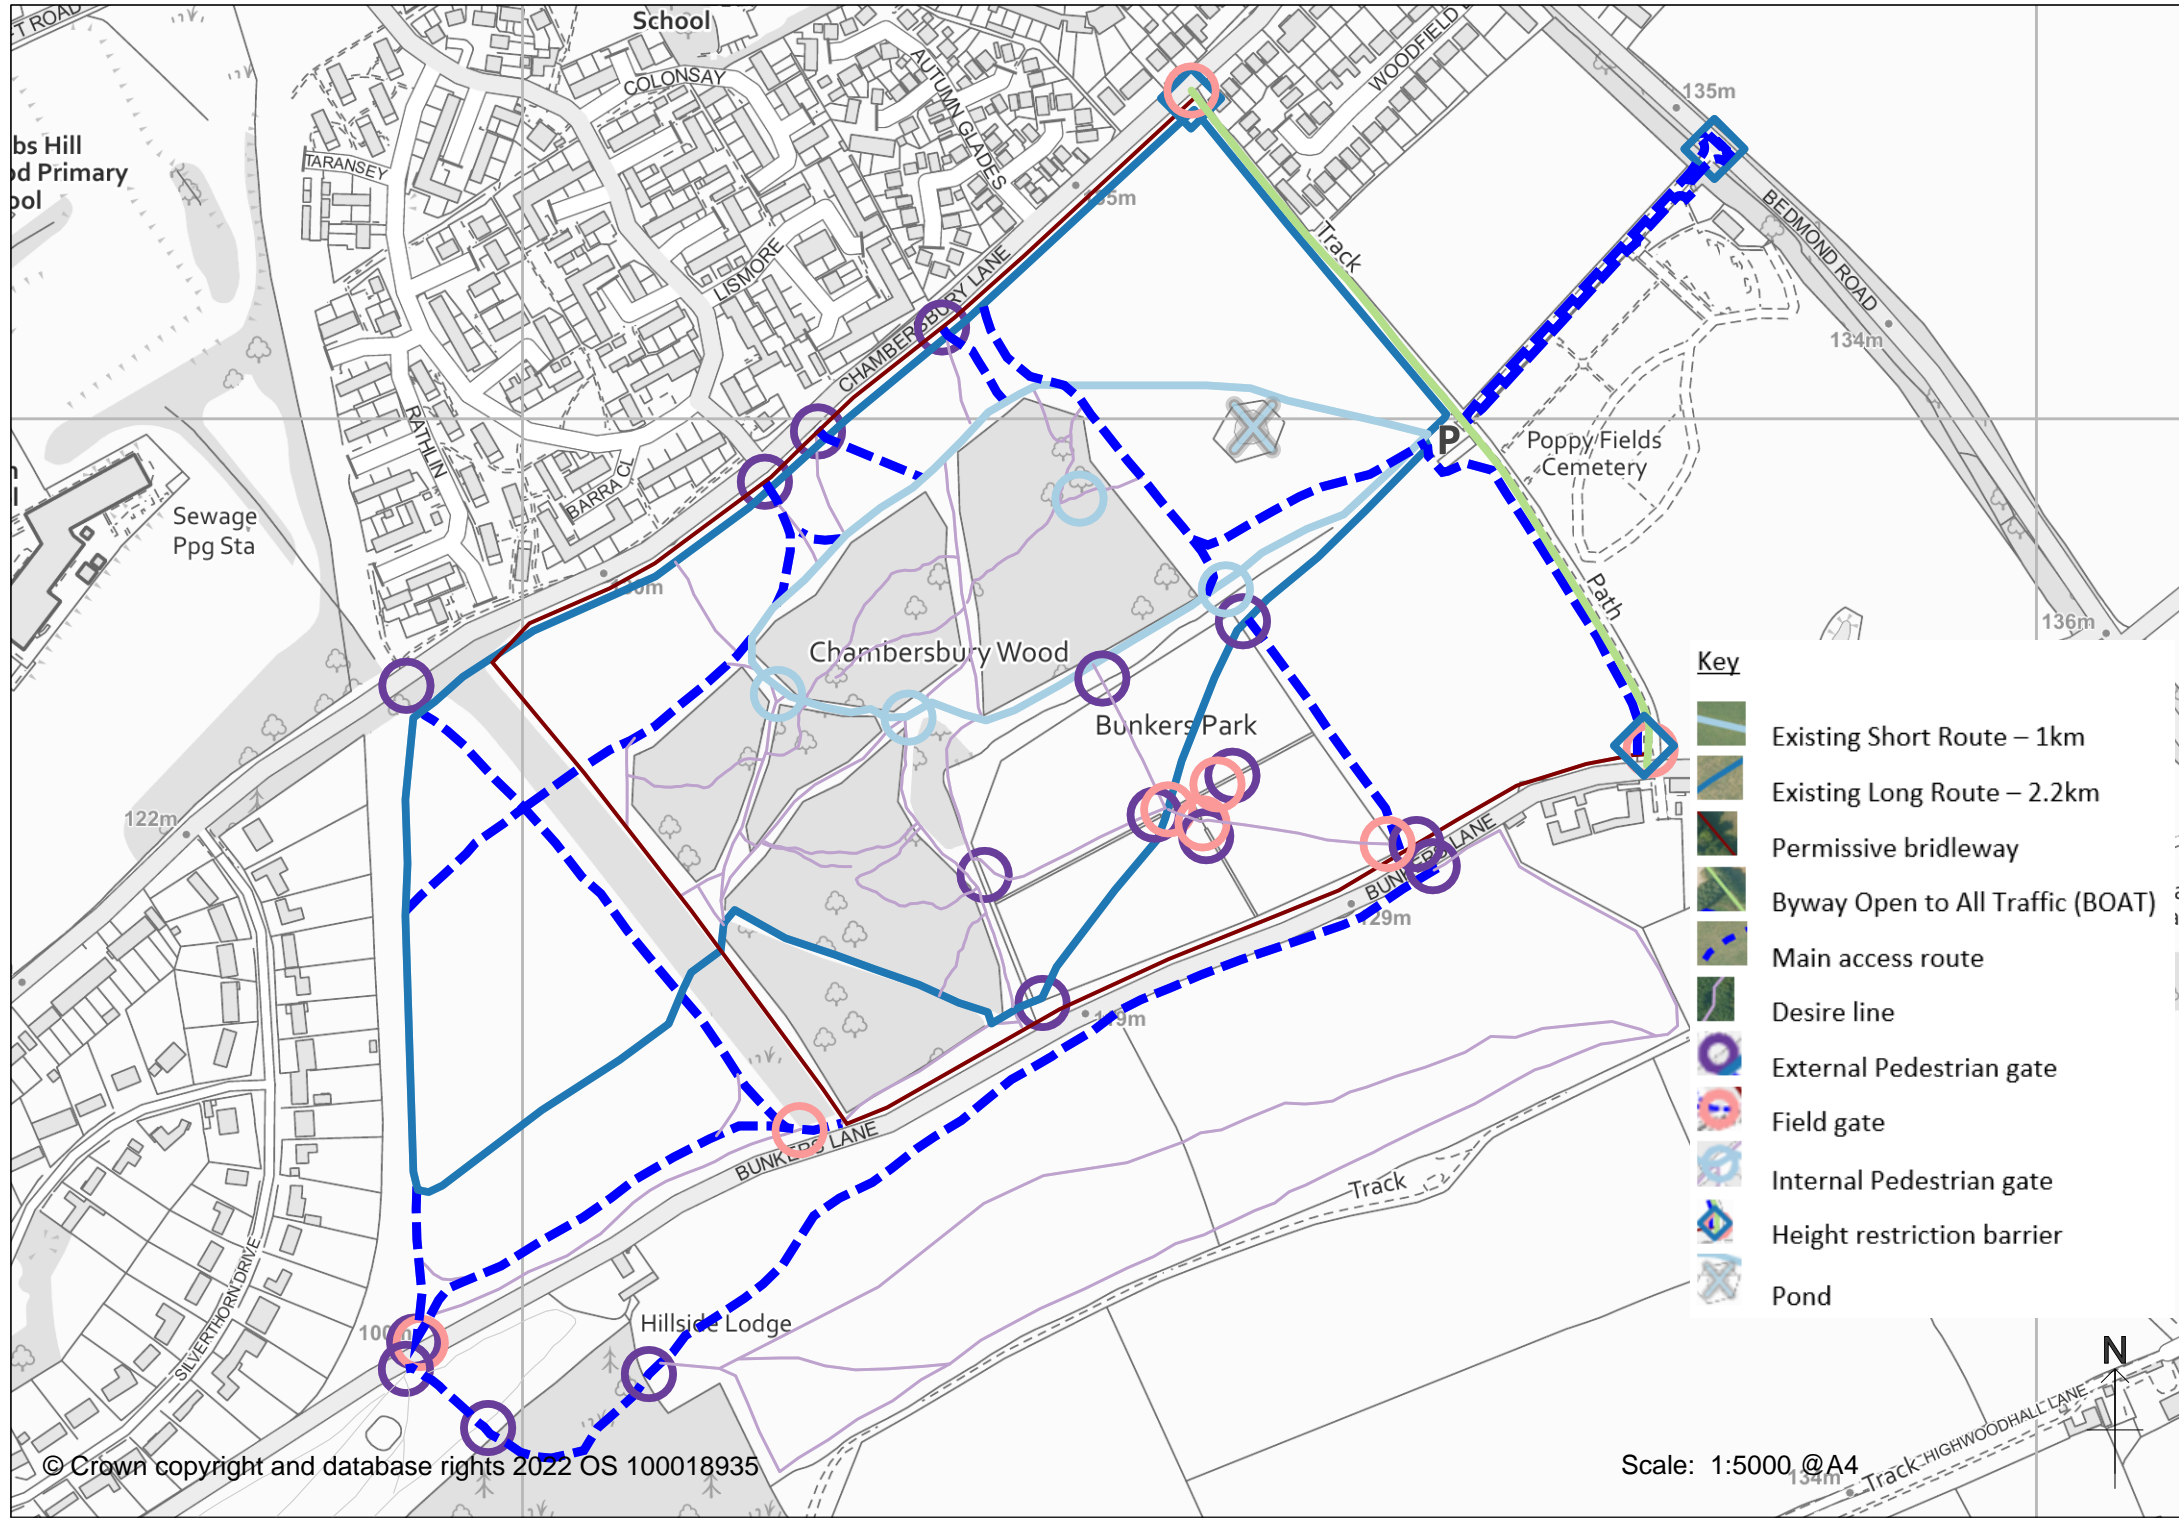 School
FT ROAD
COLONSAY
AUTUMN GLADES
WOODFIELD
135m
bs Hill
od Primary
ool
TARANSEY
BEDMOND ROAD
Track
LISMORE
CHAMBERSBURY LANE
134m
RATHLIN
BARRA CL
P
Poppy Fields
Cemetery
Sewage
Ppg Sta
Path
136m
Chambersbury Wood
Bunkers Park
122m
BUNKERS LANE
129m
119m
BUNKERS LANE
Track
SILVERTHORN DRIVE
100m
Hillside Lodge
Key
Existing Short Route – 1km
Existing Long Route – 2.2km
Permissive bridleway
Byway Open to All Traffic (BOAT)
Main access route
Desire line
External Pedestrian gate
Field gate
Internal Pedestrian gate
Height restriction barrier
Pond
N
HIGHWOODHALL LANE
Track
134m
© Crown copyright and database rights 2022 OS 100018935
Scale: 1:5000 @A4